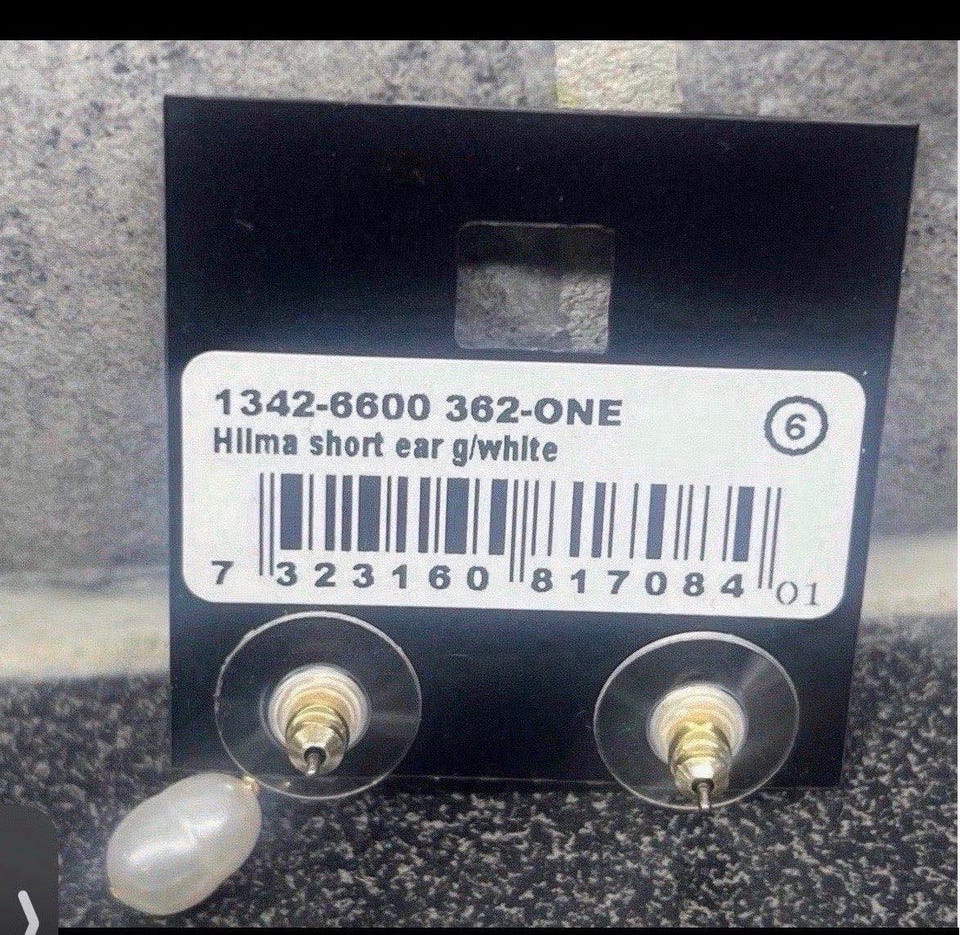 1342-6600 362-ONE
6
Hilma short ear g/white
7 323160 817084 01